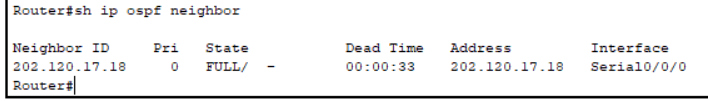 Router#sh ip ospf neighbor
Neighbor ID Pri State Dead Time Address Interface
202.120.17.18 0 FULL/ - 00:00:33 202.120.17.18 Serial0/0/0
Router#